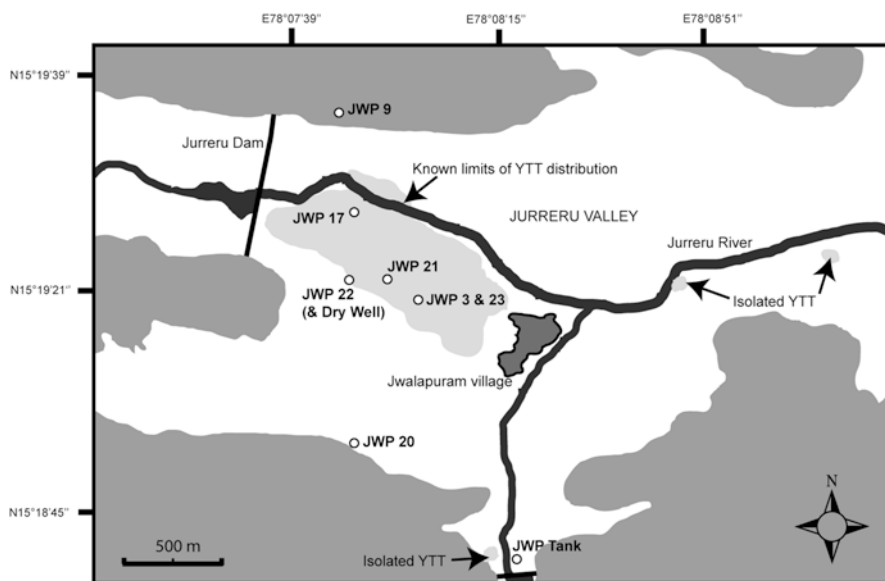 E78°07'39"
E78°08'15"
E78°08'51"
N15°19'39"
JWP 9
Jurreru Dam
Known limits of YTT distribution
JWP 17
JURRERU VALLEY
Jurreru River
JWP 21
N15°19'21"
JWP 22
(& Dry Well)
JWP 3 & 23
Isolated YTT
Jwalapuram village
JWP 20
N
N15°18'45"
500 m
Isolated YTT
JWP Tank